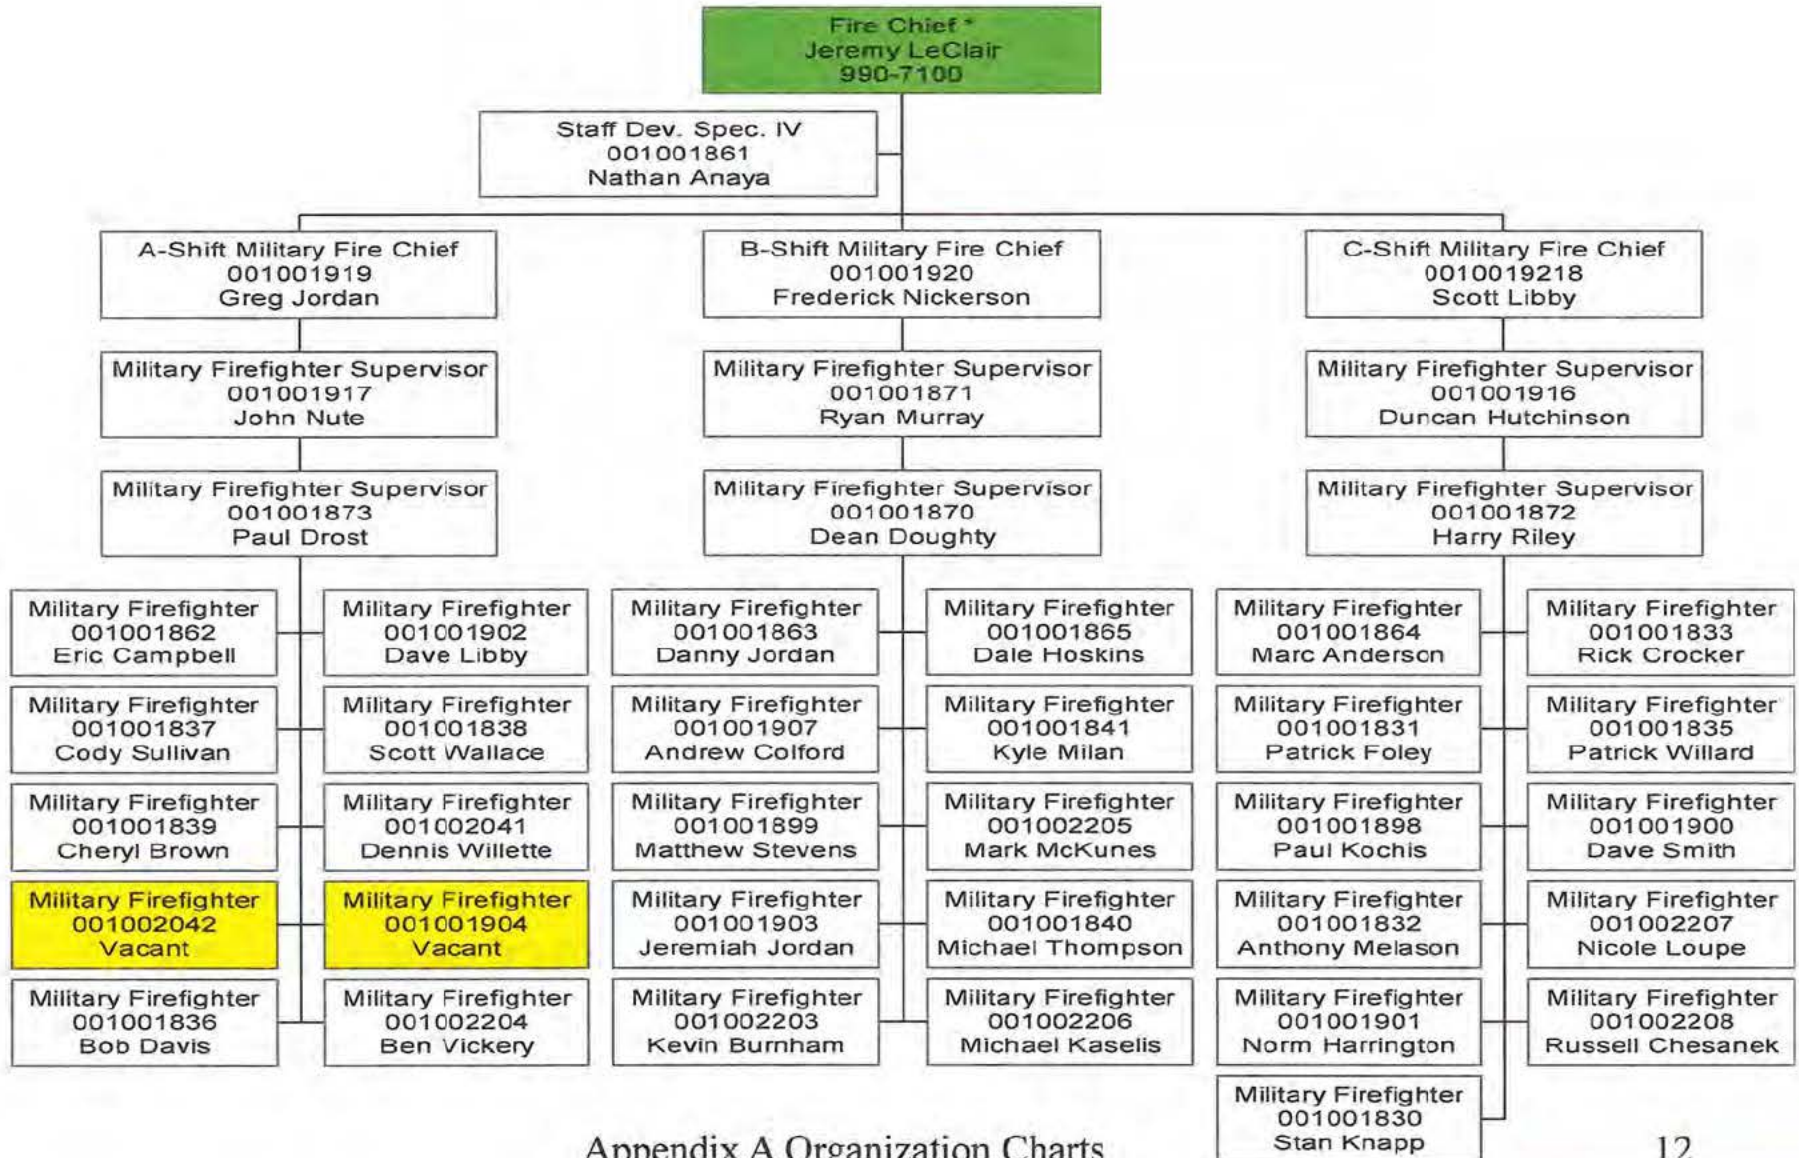 Fire Chief *
Jeremy LeClair
990-7100
Staff Dev. Spec. IV
001001861
Nathan Anaya
A-Shift Military Fire Chief
001001919
Greg Jordan
B-Shift Military Fire Chief
001001920
Frederick Nickerson
C-Shift Military Fire Chief
0010019218
Scott Libby
Military Firefighter Supervisor
001001917
John Nute
Military Firefighter Supervisor
001001871
Ryan Murray
Military Firefighter Supervisor
001001916
Duncan Hutchinson
Military Firefighter Supervisor
001001873
Paul Drost
Military Firefighter Supervisor
001001870
Dean Doughty
Military Firefighter Supervisor
001001872
Harry Riley
Military Firefighter
001001862
Eric Campbell
Military Firefighter
001001902
Dave Libby
Military Firefighter
001001863
Danny Jordan
Military Firefighter
001001865
Dale Hoskins
Military Firefighter
001001864
Marc Anderson
Military Firefighter
001001833
Rick Crocker
Military Firefighter
001001837
Cody Sullivan
Military Firefighter
001001838
Scott Wallace
Military Firefighter
001001907
Andrew Colford
Military Firefighter
001001841
Kyle Milan
Military Firefighter
001001831
Patrick Foley
Military Firefighter
001001835
Patrick Willard
Military Firefighter
001001839
Cheryl Brown
Military Firefighter
001002041
Dennis Willette
Military Firefighter
001001899
Matthew Stevens
Military Firefighter
001002205
Mark McKunes
Military Firefighter
001001898
Paul Kochis
Military Firefighter
001001900
Dave Smith
Military Firefighter
001002042
Vacant
Military Firefighter
001001904
Vacant
Military Firefighter
001001903
Jeremiah Jordan
Military Firefighter
001001840
Michael Thompson
Military Firefighter
001001832
Anthony Melason
Military Firefighter
001002207
Nicole Loupe
Military Firefighter
001001836
Bob Davis
Military Firefighter
001002204
Ben Vickery
Military Firefighter
001002203
Kevin Burnham
Military Firefighter
001002206
Michael Kaselis
Military Firefighter
001001901
Norm Harrington
Military Firefighter
001002208
Russell Chesanek
Military Firefighter
001001830
Stan Knapp
Appendix A Organization Charts
12